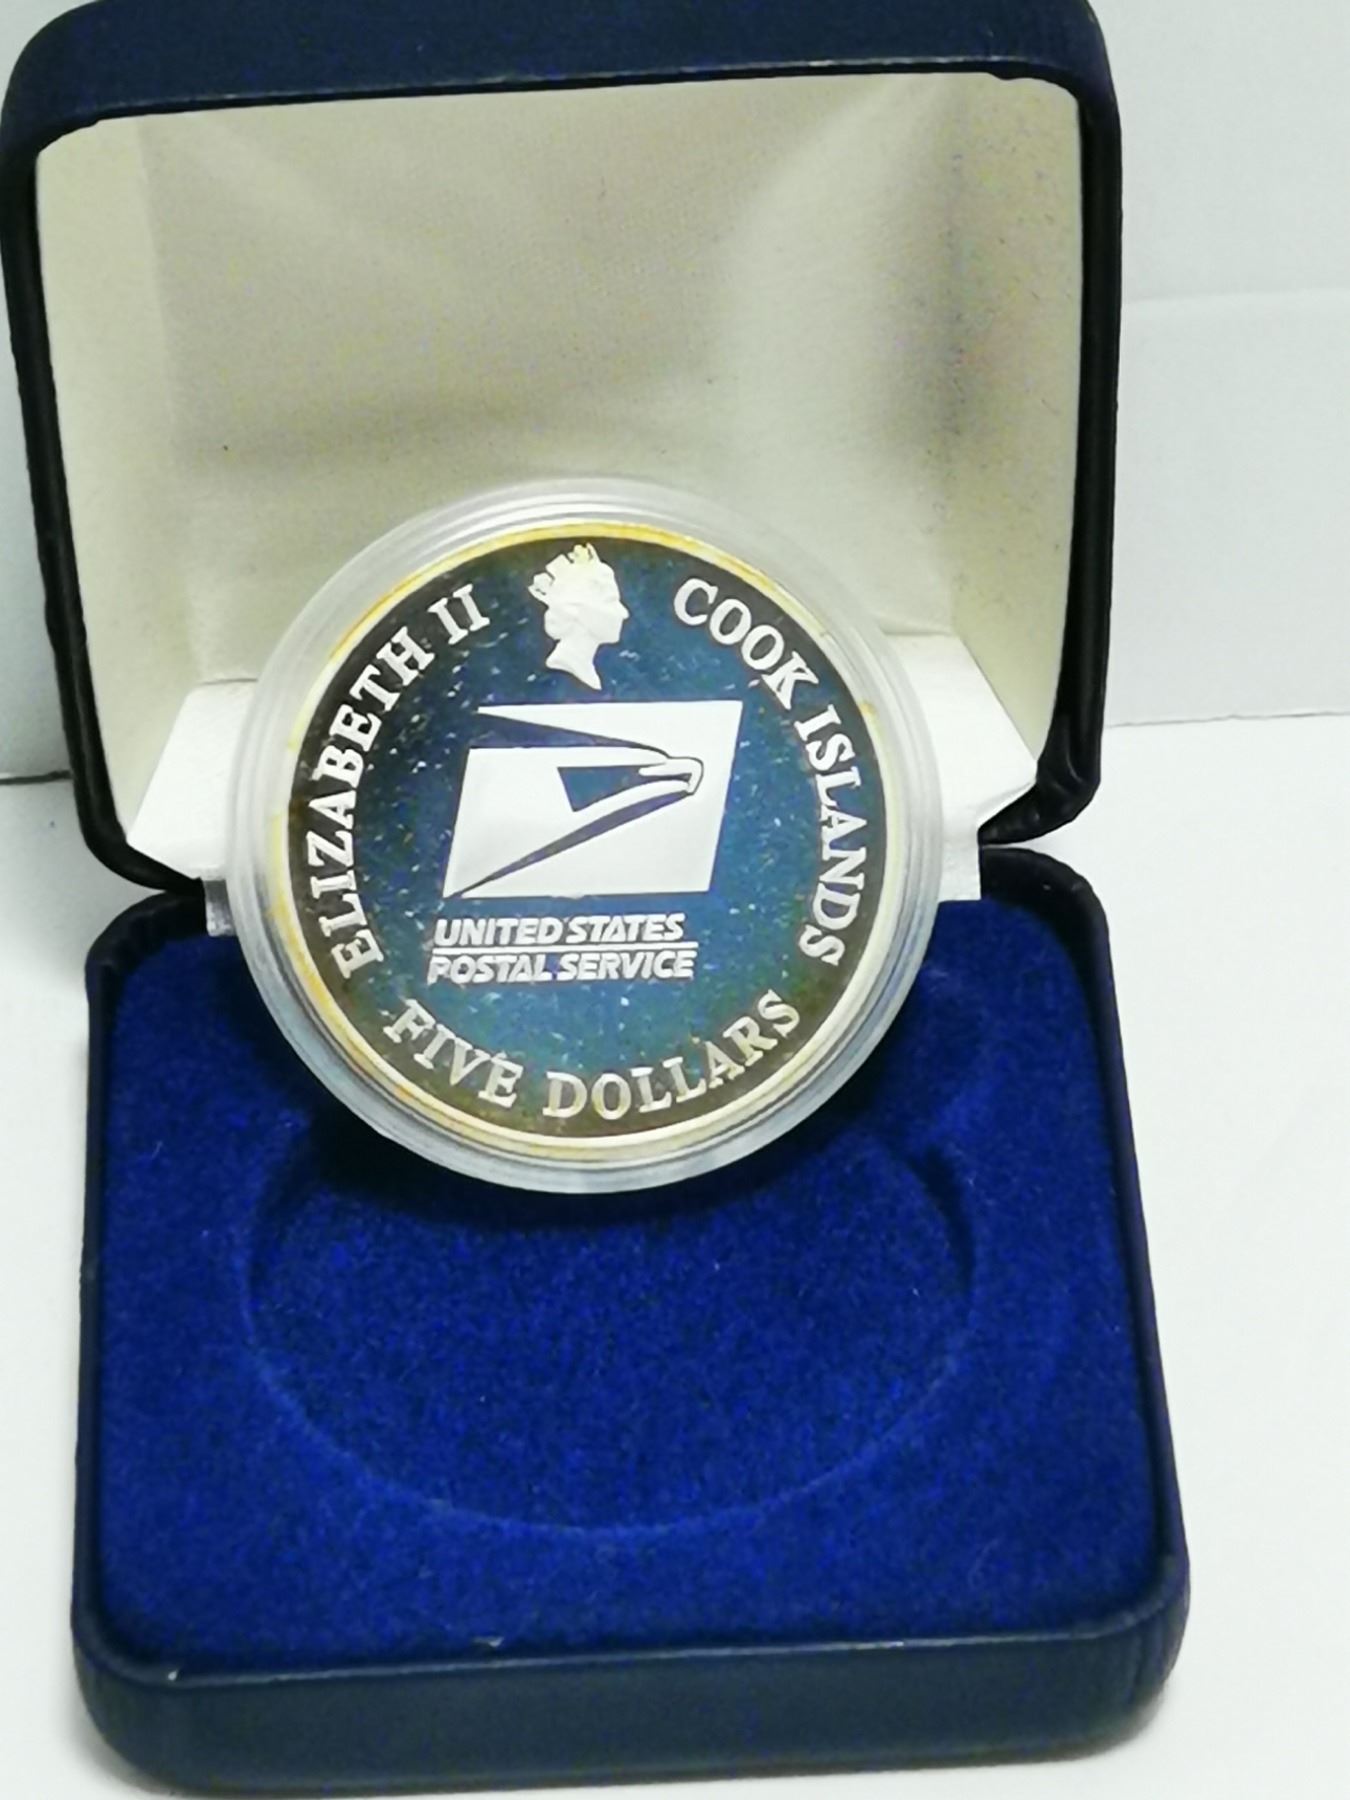 ELIZABETH II
COOK ISLANDS
UNITED STATES
POSTAL SERVICE
FIVE DOLLARS